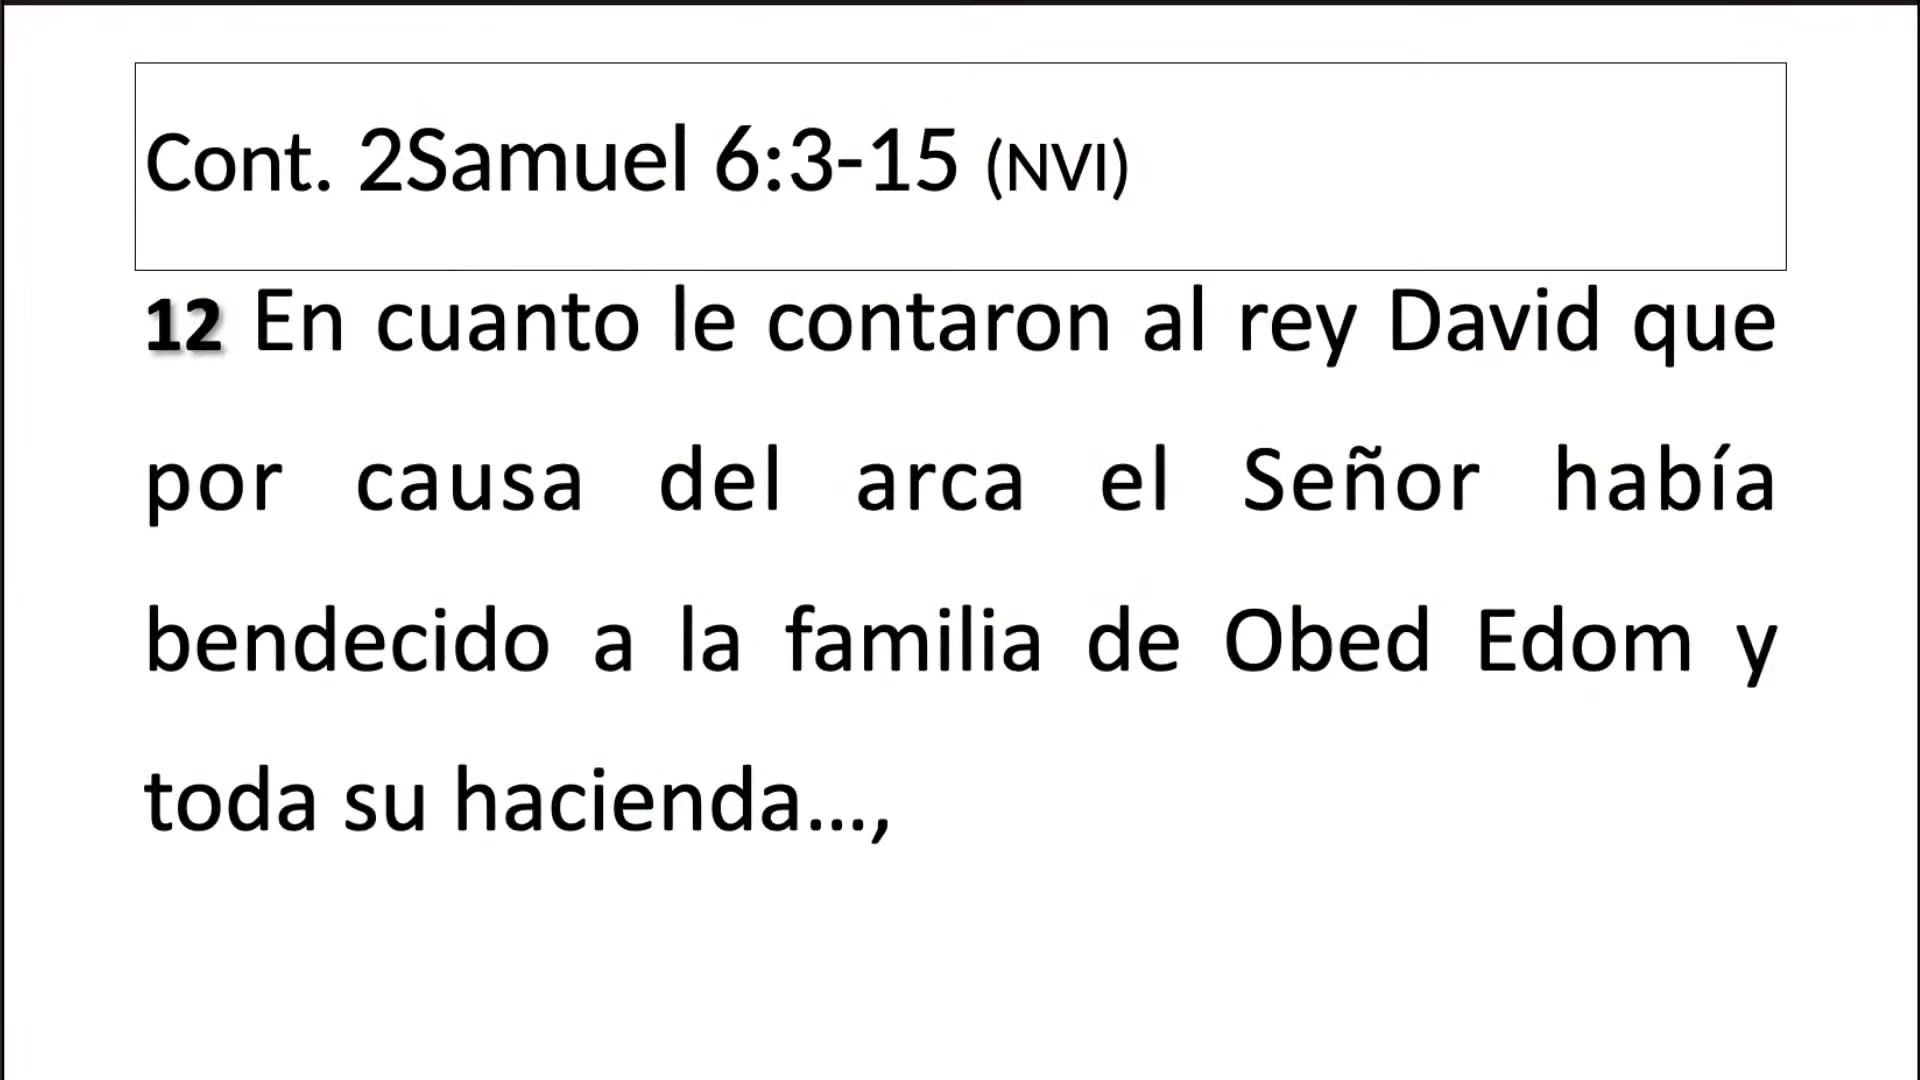 Cont. 2Samuel 6:3-15 (NVI)
12 En cuanto le contaron al rey David que
por causa del arca el Señor había
bendecido a la familia de Obed Edom y
toda su hacienda...,